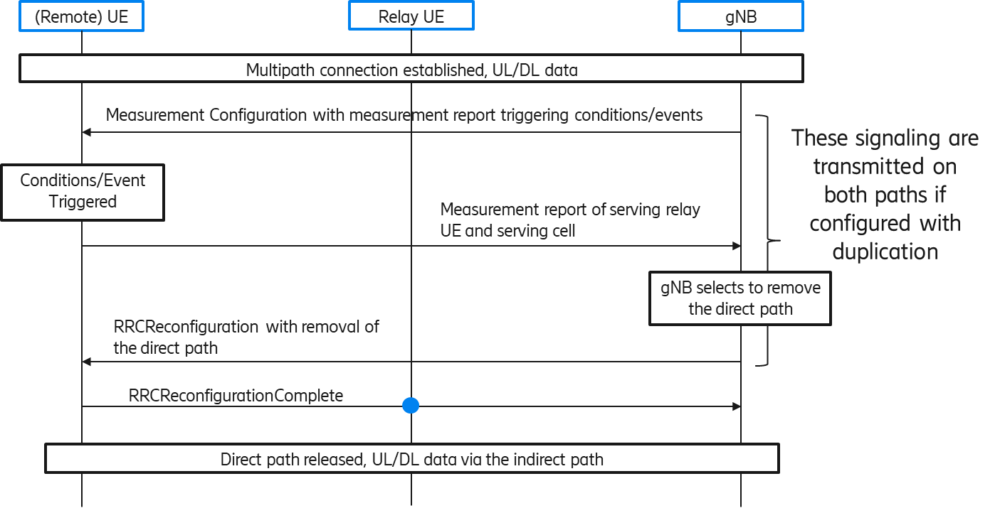 (Remote) UE
Relay UE
gNB
Multipath connection established, UL/DL data
Measurement Configuration with measurement report triggering conditions/events
These signaling are
transmitted on
both paths if
configured with
duplication
Conditions/Event
Triggered
Measurement report of serving relay
UE and serving cell
gNB selects to remove
the direct path
RRCReconfiguration with removal of
the direct path
RRCReconfigurationComplete
Direct path released, UL/DL data via the indirect path